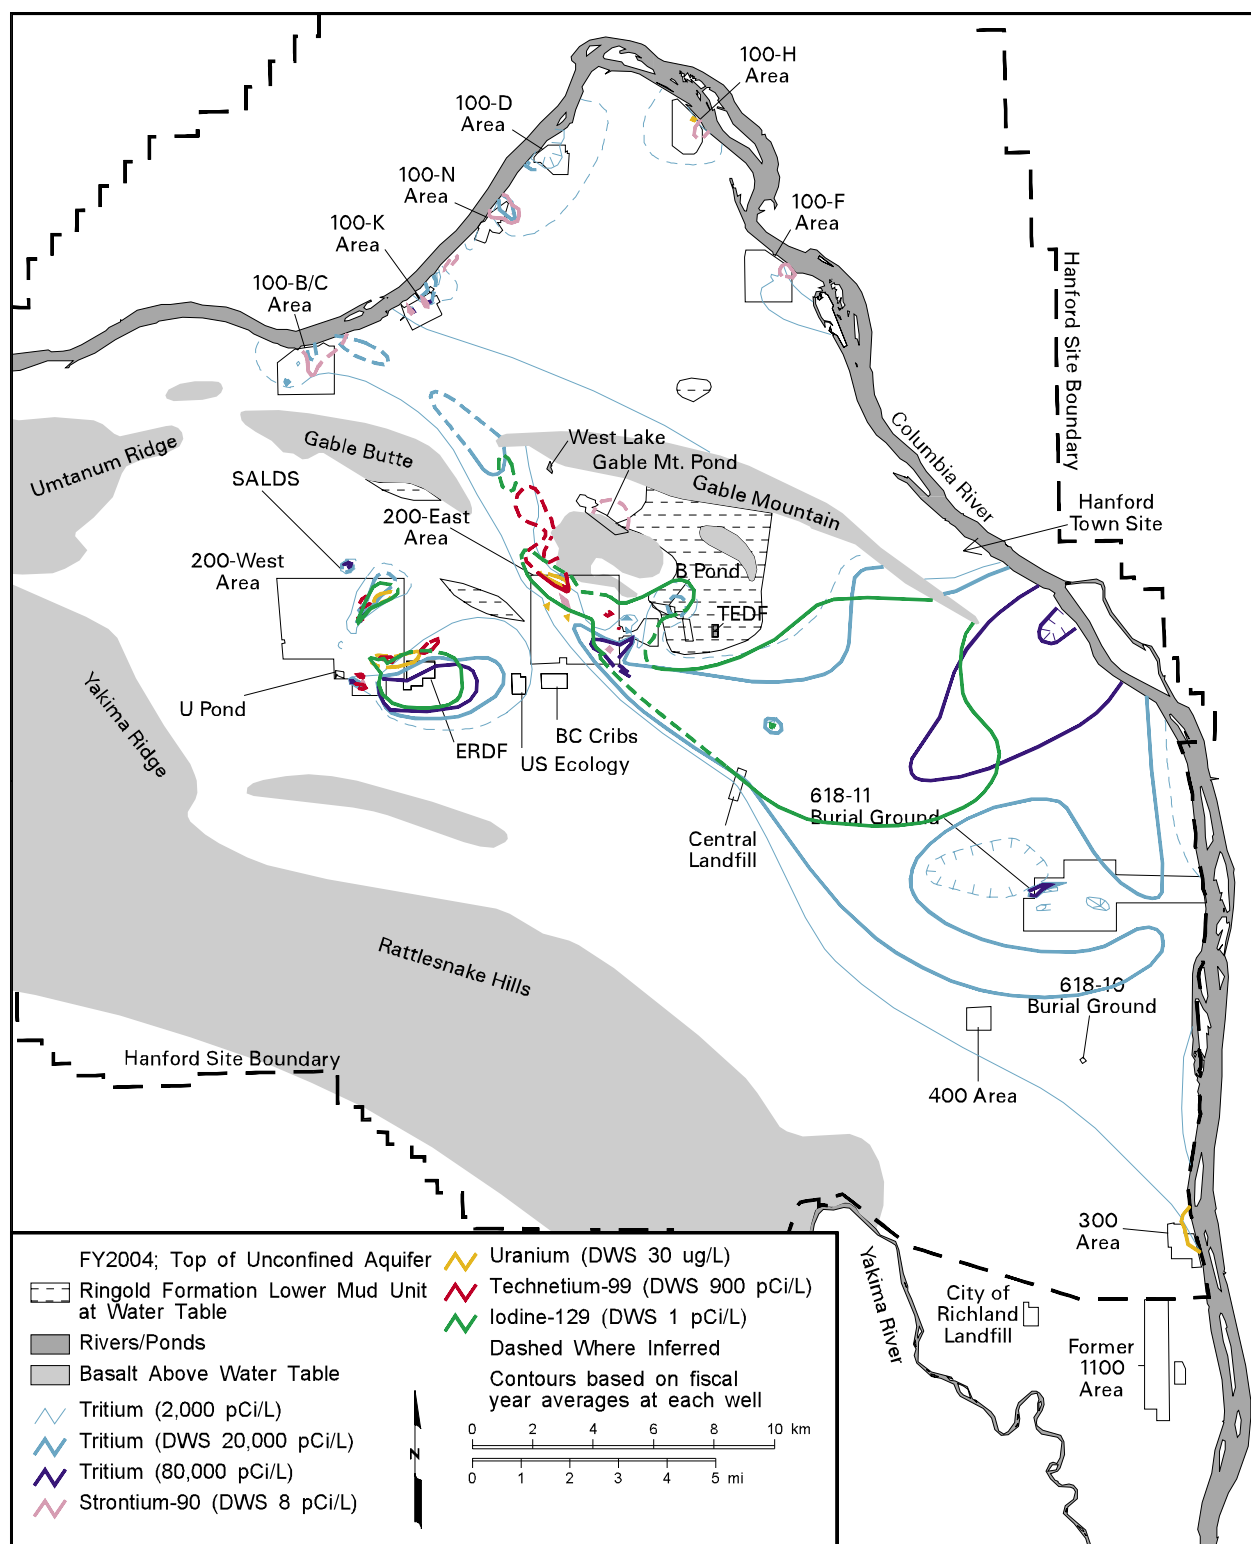 100-H
Area
100-D
Area
100-N
Area
100-F
Area
100-K
Area
100-B/C
Area
Hanford Site Boundary
Columbia River
Umtanum Ridge
Gable Butte
West Lake
Gable Mt. Pond
Gable Mountain
SALDS
200-East
Area
Hanford
Town Site
200-West
Area
B Pond
TEDF
Yakima Ridge
U Pond
ERDF
BC Cribs
US Ecology
618-11
Burial Ground
Central
Landfill
Rattlesnake Hills
618-10
Burial Ground
Hanford Site Boundary
400 Area
300
Area
Yakima River
City of
Richland
Landfill
Former
1100
Area
FY2004; Top of Unconfined Aquifer
Ringold Formation Lower Mud Unit
at Water Table
Rivers/Ponds
Basalt Above Water Table
Tritium (2,000 pCi/L)
Tritium (DWS 20,000 pCi/L)
Tritium (80,000 pCi/L)
Strontium-90 (DWS 8 pCi/L)
Uranium (DWS 30 ug/L)
Technetium-99 (DWS 900 pCi/L)
Iodine-129 (DWS 1 pCi/L)
Dashed Where Inferred
Contours based on fiscal
year averages at each well
0 2 4 6 8 10 km
0 1 2 3 4 5 mi
N